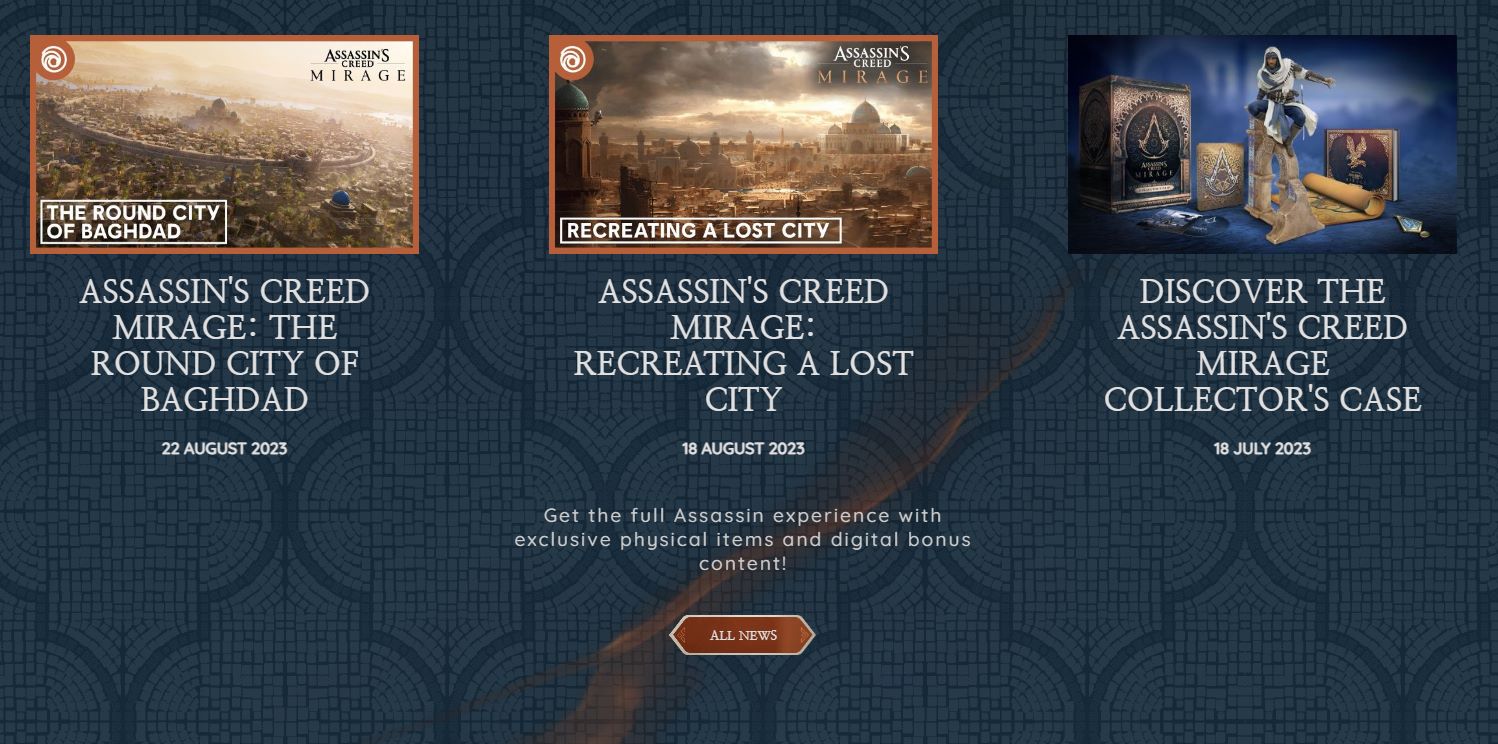 ASSASSIN'S
CREED
MIRAGE
THE ROUND CITY
OF BAGHDAD
ASSASSIN'S CREED
MIRAGE: THE
ROUND CITY OF
BAGHDAD
22 AUGUST 2023
ASSASSIN'S
CREED
MIRAGE
RECREATING A LOST CITY
ASSASSIN'S CREED
MIRAGE:
RECREATING A LOST
CITY
18 AUGUST 2023
ASSASSIN'S
CREED
MIRAGE
DISCOVER THE
ASSASSIN'S CREED
MIRAGE
COLLECTOR'S CASE
18 JULY 2023
Get the full Assassin experience with
exclusive physical items and digital bonus
content!
ALL NEWS